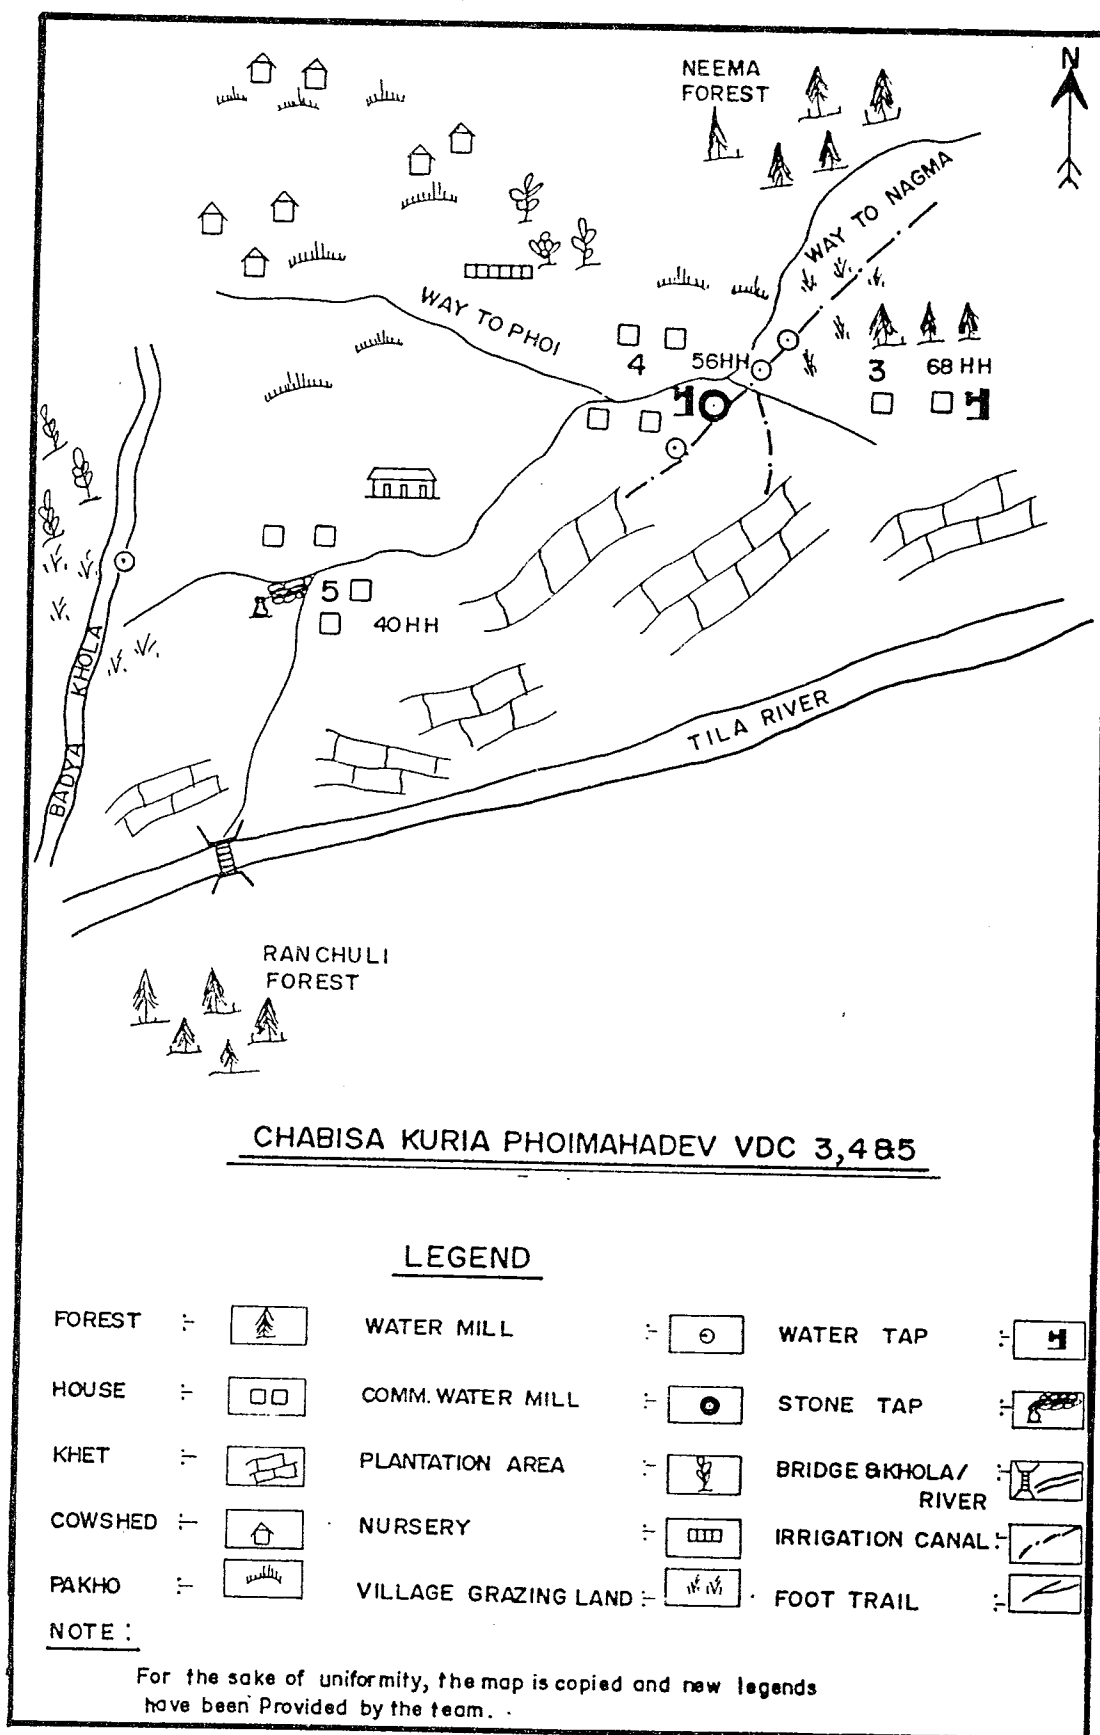 NEEMA
FOREST
N
WAY TO NAGMA
WAY TO PHOI
4
56HH
3
68 HH
5
40HH
BADYA KHOLA
TILA RIVER
RANCHULI
FOREST
CHABISA KURIA PHOIMAHADEV VDC 3,4&5
LEGEND
FOREST :-
WATER MILL :-
WATER TAP :-
HOUSE :-
COMM. WATER MILL :-
STONE TAP :-
KHET :-
PLANTATION AREA :-
BRIDGE & KHOLA/ :-
RIVER
COWSHED :-
NURSERY :-
IRRIGATION CANAL :-
PAKHO :-
VILLAGE GRAZING LAND :-
FOOT TRAIL :-
NOTE :
For the sake of uniformity, the map is copied and new legends
have been Provided by the team.